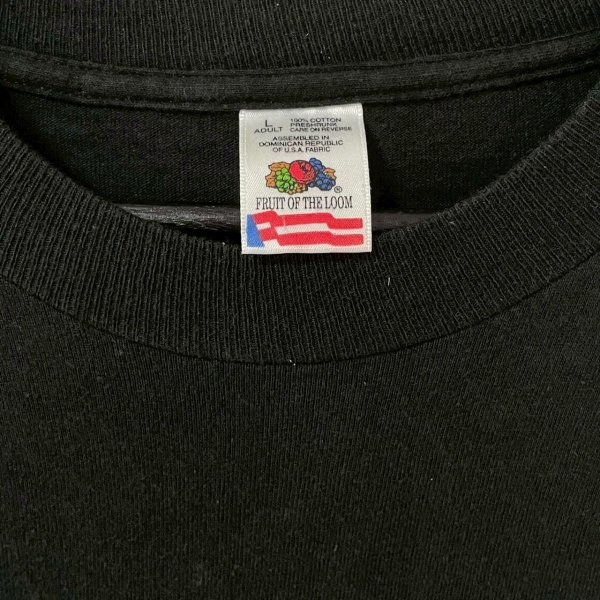 L 100% COTTON
ADULT PRESHRUNK
CARE ON REVERSE
ASSEMBLED IN
DOMINICAN REPUBLIC
OF U.S.A. FABRIC
®
FRUIT OF THE LOOM